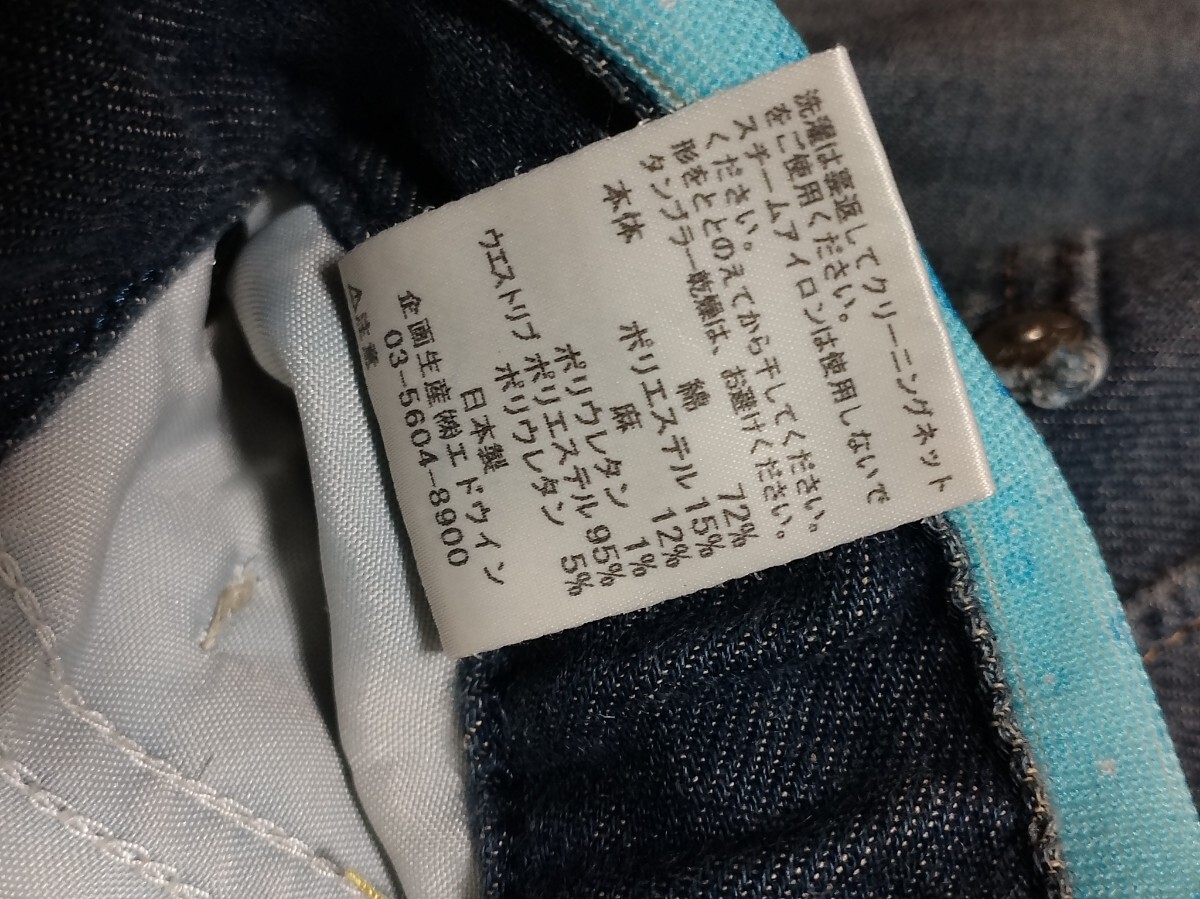 洗濯は裏返してクリーニングネット
をご使用ください。
スチームアイロンは使用しないで
ください。
形をととのえてから干してください。
タンブラー乾燥は、お避けください。
本体 綿 72%
ポリエステル 15%
麻 12%
ポリウレタン 1%
ウエストリブ ポリエステル 95%
ポリウレタン 5%
日本製
企画生産㈱エドウイン
03-5604-8900
⚠注意